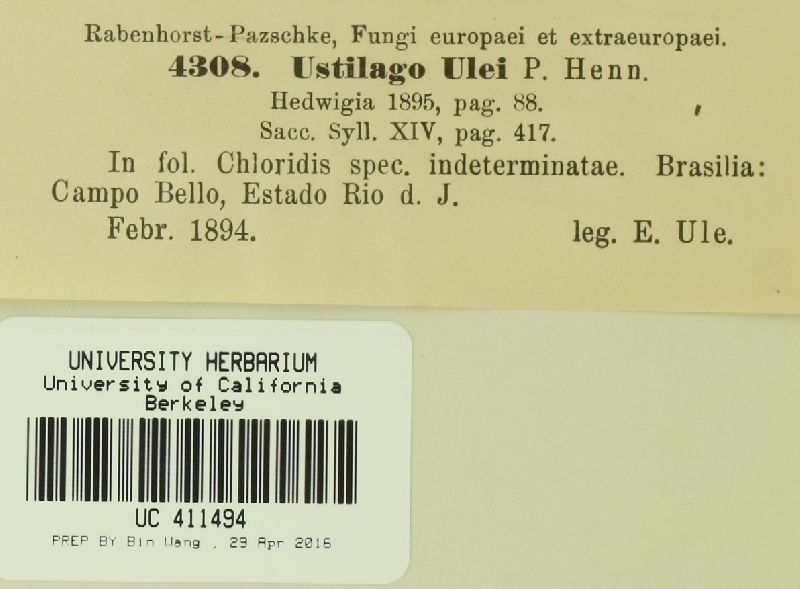 Rabenhorst-Pazschke, Fungi europaei et extraeuropaei.
4308. Ustilago Ulei P. Henn.
Hedwigia 1895, pag. 88.
Sacc. Syll. XIV, pag. 417.
In fol. Chloridis spec. indeterminatae. Brasilia:
Campo Bello, Estado Rio d. J.
Febr. 1894. leg. E. Ule.
UNIVERSITY HERBARIUM
University of California
Berkeley
UC 411494
PREP BY Bin Wang , 29 Apr 2016